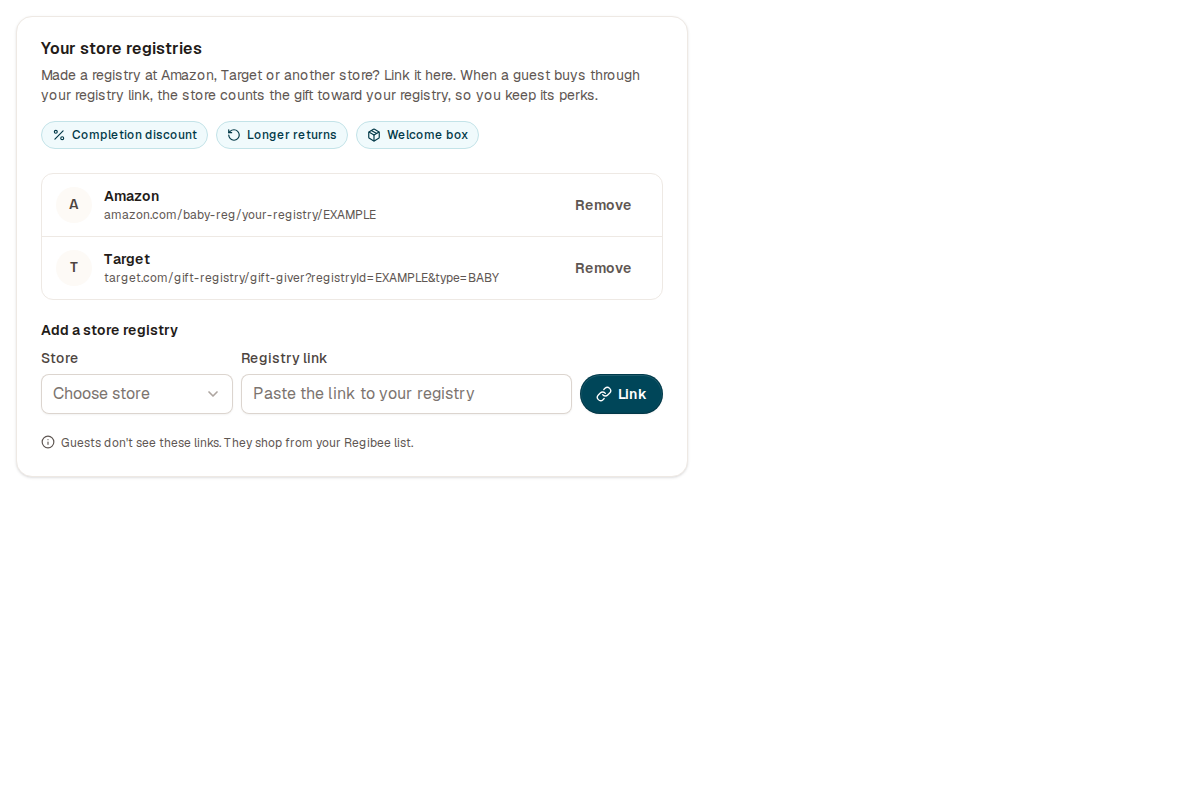 Your store registries
Made a registry at Amazon, Target or another store? Link it here. When a guest buys through
your registry link, the store counts the gift toward your registry, so you keep its perks.
Completion discount
Longer returns
Welcome box
A
Amazon
amazon.com/baby-reg/your-registry/EXAMPLE
Remove
T
Target
target.com/gift-registry/gift-giver?registryId=EXAMPLE&type=BABY
Remove
Add a store registry
Store
Registry link
Choose store
Paste the link to your registry
Link
Guests don't see these links. They shop from your Regibee list.